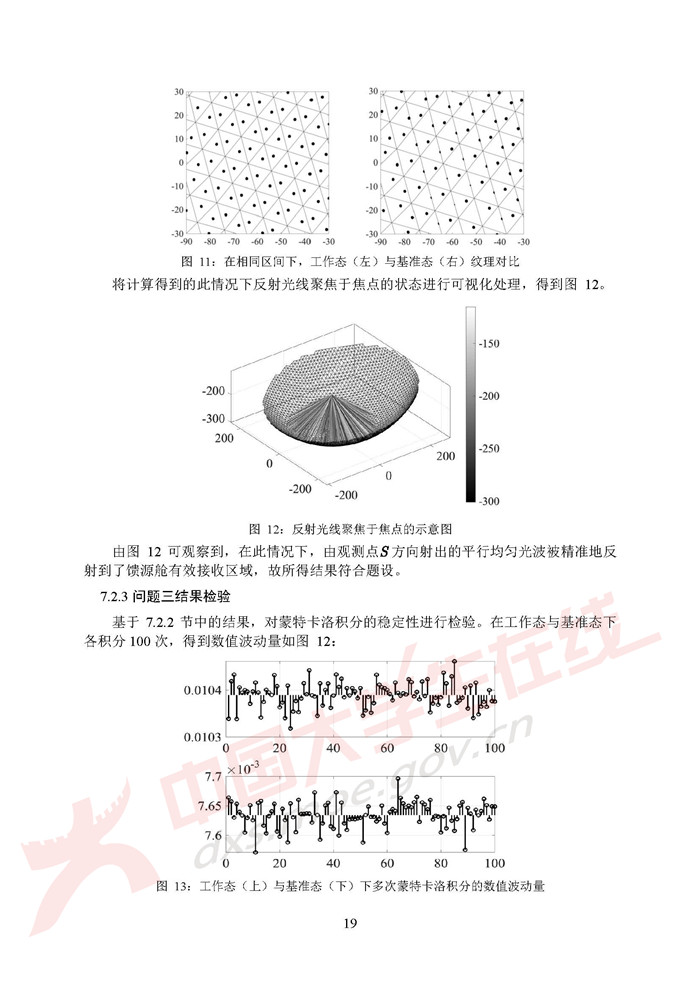 30
20
10
0
-10
-20
-30
-90 -80 -70 -60 -50 -40 -30
30
20
10
0
-10
-20
-30
-90 -80 -70 -60 -50 -40 -30
图 11：在相同区间下，工作态（左）与基准态（右）纹理对比
将计算得到的此情况下反射光线聚焦于焦点的状态进行可视化处理，得到图 12。
-200
-300
200
0
-200
-200
0
200
-150
-200
-250
-300
图 12：反射光线聚焦于焦点的示意图
由图 12 可观察到，在此情况下，由观测点S方向射出的平行均匀光波被精准地反
射到了馈源舱有效接收区域，故所得结果符合题设。
7.2.3 问题三结果检验
基于 7.2.2 节中的结果，对蒙特卡洛积分的稳定性进行检验。在工作态与基准态下
各积分 100 次，得到数值波动量如图 12：
0.0104
0.0103
0 20 40 60 80 100
×10-3
7.7
7.65
7.6
0 20 40 60 80 100
图 13：工作态（上）与基准态（下）下多次蒙特卡洛积分的数值波动量
19
中国大学生在线